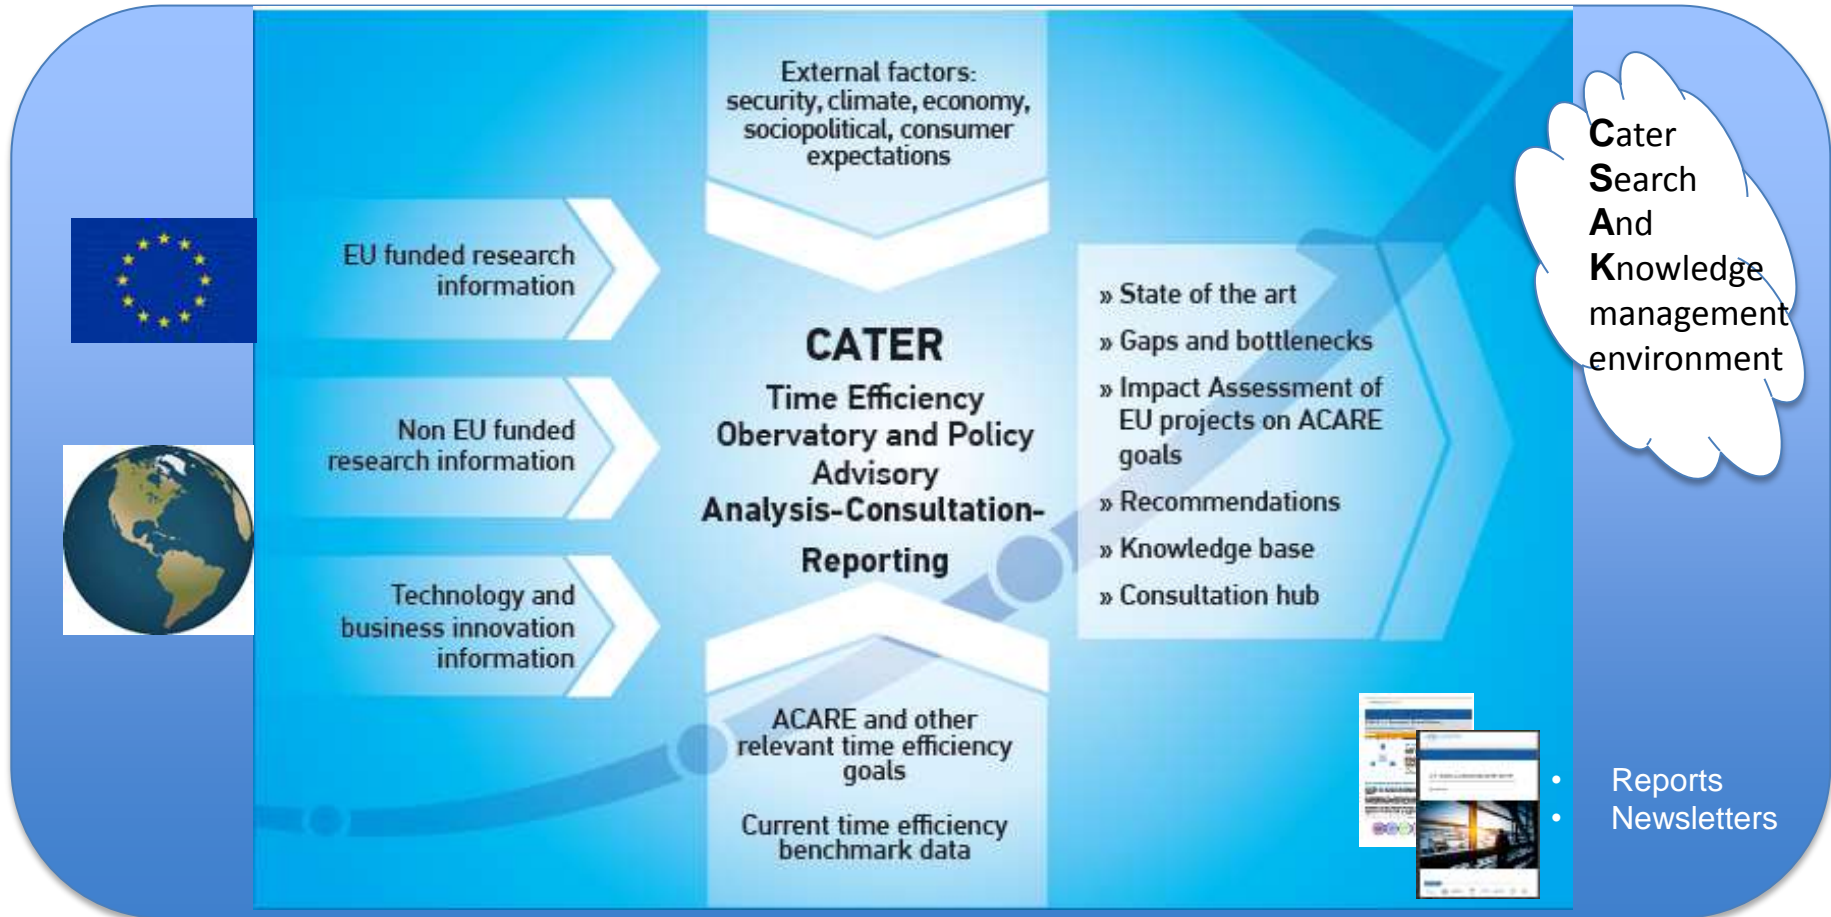 External factors:
security, climate, economy,
sociopolitical, consumer
expectations
EU funded research
information
Non EU funded
research information
Technology and
business innovation
information
CATER
Time Efficiency
Obervatory and Policy
Advisory
Analysis-Consultation-
Reporting
ACARE and other
relevant time efficiency
goals
Current time efficiency
benchmark data
» State of the art
» Gaps and bottlenecks
» Impact Assessment of
EU projects on ACARE
goals
» Recommendations
» Knowledge base
» Consultation hub
Cater
Search
And
Knowledge
management
environment
• Reports
• Newsletters